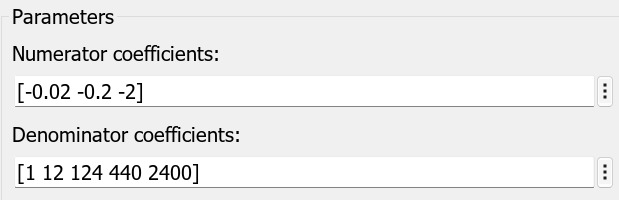 Parameters
Numerator coefficients:
[-0.02 -0.2 -2]
Denominator coefficients:
[1 12 124 440 2400]